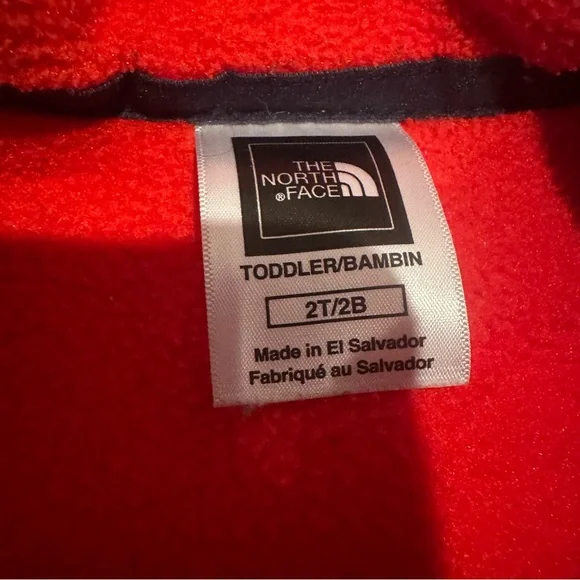 THE
NORTH
®FACE
TODDLER/BAMBIN
2T/2B
Made in El Salvador
Fabriqué au Salvador